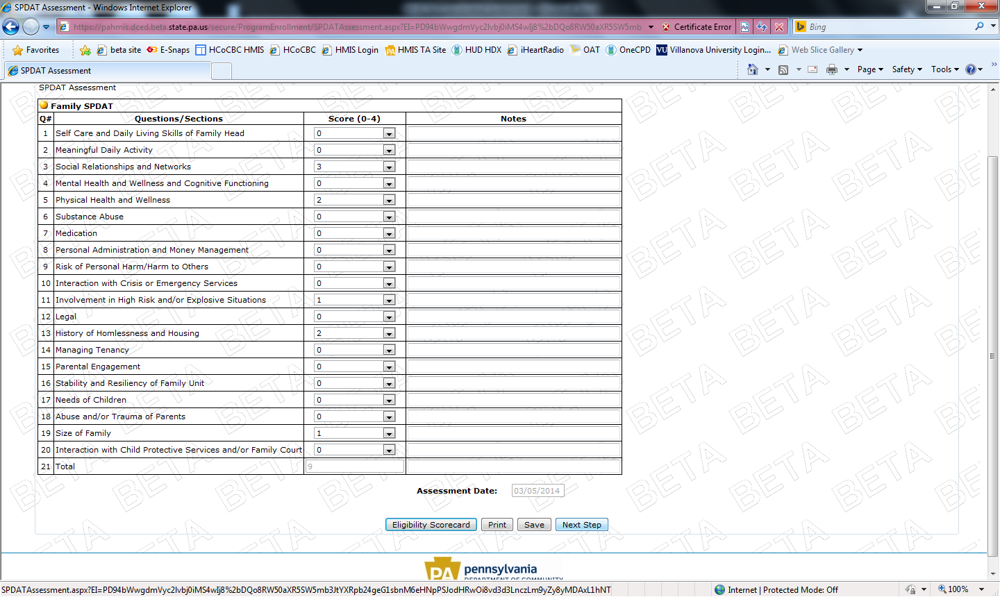 SPDAT Assessment - Windows Internet Explorer
https://pahmis.dced.beta.state.pa.us/secure/ProgramEnrollment/SPDATAssessment.aspx?EI= Certificate Error Bing
Favorites beta site E-Snaps HCoCBC HMIS HCoCBC HMIS Login HMIS TA Site HUD HDX iHeartRadio OAT OneCPD VU Villanova University Login... Web Slice Gallery
SPDAT Assessment Page Safety Tools
SPDAT Assessment
Family SPDAT
Q# Questions/Sections Score (0-4) Notes
1 Self Care and Daily Living Skills of Family Head 0
2 Meaningful Daily Activity 0
3 Social Relationships and Networks 3
4 Mental Health and Wellness and Cognitive Functioning 0
5 Physical Health and Wellness 2
6 Substance Abuse 0
7 Medication 0
8 Personal Administration and Money Management 0
9 Risk of Personal Harm/Harm to Others 0
10 Interaction with Crisis or Emergency Services 0
11 Involvement in High Risk and/or Explosive Situations 1
12 Legal 0
13 History of Homlessness and Housing 2
14 Managing Tenancy 0
15 Parental Engagement 0
16 Stability and Resiliency of Family Unit 0
17 Needs of Children 0
18 Abuse and/or Trauma of Parents 0
19 Size of Family 1
20 Interaction with Child Protective Services and/or Family Court 0
21 Total 9
Assessment Date: 03/05/2014
Eligibility Scorecard Print Save Next Step
PA pennsylvania
DEPARTMENT OF COMMUNITY
Internet | Protected Mode: Off 100%